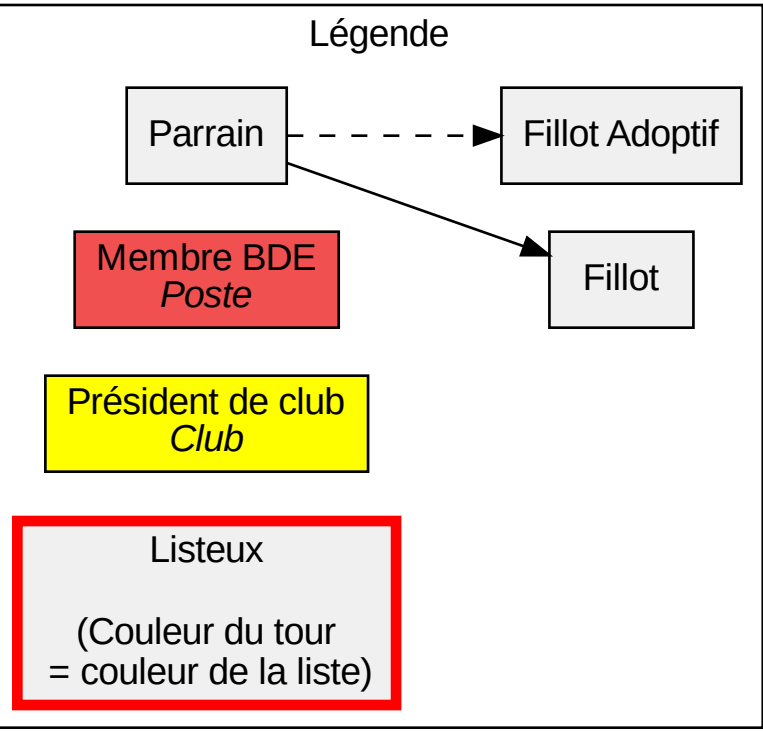 Légende
Parrain
Fillot Adoptif
Membre BDE
Poste
Fillot
Président de club
Club
Listeux
(Couleur du tour
= couleur de la liste)